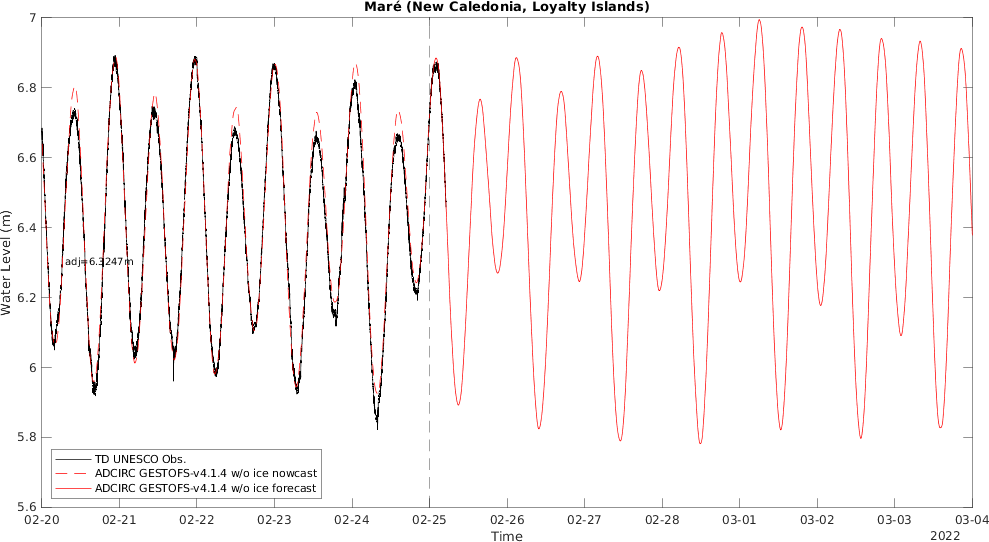 Maré (New Caledonia, Loyalty Islands)
7
6.8
6.6
6.4
6.2
6
5.8
5.6
Water Level (m)
adj=6.3247m
TD UNESCO Obs.
ADCIRC GESTOFS-v4.1.4 w/o ice nowcast
ADCIRC GESTOFS-v4.1.4 w/o ice forecast
02-20 02-21 02-22 02-23 02-24 02-25 02-26 02-27 02-28 03-01 03-02 03-03 03-04
Time
2022